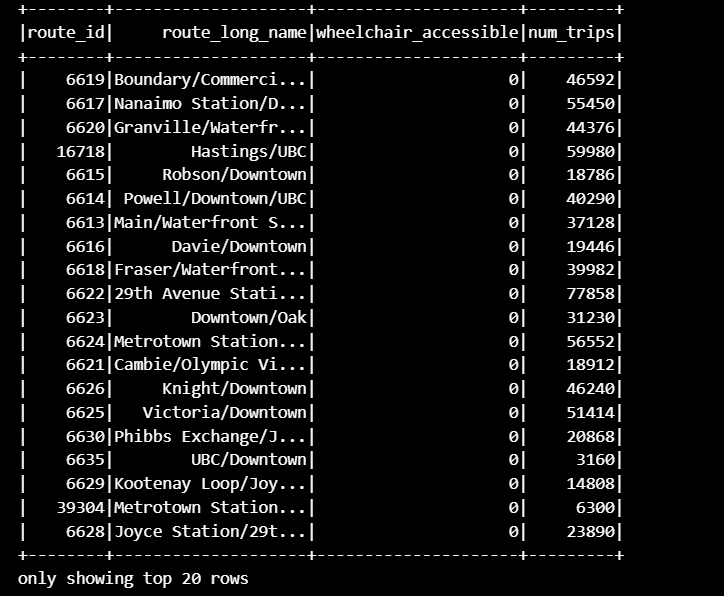 +--------+--------------------+---------------------+---------+
|route_id|     route_long_name|wheelchair_accessible|num_trips|
+--------+--------------------+---------------------+---------+
|    6619|Boundary/Commerci...|                    0|    46592|
|    6617|Nanaimo Station/D...|                    0|    55450|
|    6620|Granville/Waterfr...|                    0|    44376|
|   16718|        Hastings/UBC|                    0|    59980|
|    6615|     Robson/Downtown|                    0|    18786|
|    6614| Powell/Downtown/UBC|                    0|    40290|
|    6613|Main/Waterfront S...|                    0|    37128|
|    6616|      Davie/Downtown|                    0|    19446|
|    6618|Fraser/Waterfront...|                    0|    39982|
|    6622|29th Avenue Stati...|                    0|    77858|
|    6623|        Downtown/Oak|                    0|    31230|
|    6624|Metrotown Station...|                    0|    56552|
|    6621|Cambie/Olympic Vi...|                    0|    18912|
|    6626|     Knight/Downtown|                    0|    46240|
|    6625|   Victoria/Downtown|                    0|    51414|
|    6630|Phibbs Exchange/J...|                    0|    20868|
|    6635|        UBC/Downtown|                    0|     3160|
|    6629|Kootenay Loop/Joy...|                    0|    14808|
|   39304|Metrotown Station...|                    0|     6300|
|    6628|Joyce Station/29t...|                    0|    23890|
+--------+--------------------+---------------------+---------+
only showing top 20 rows